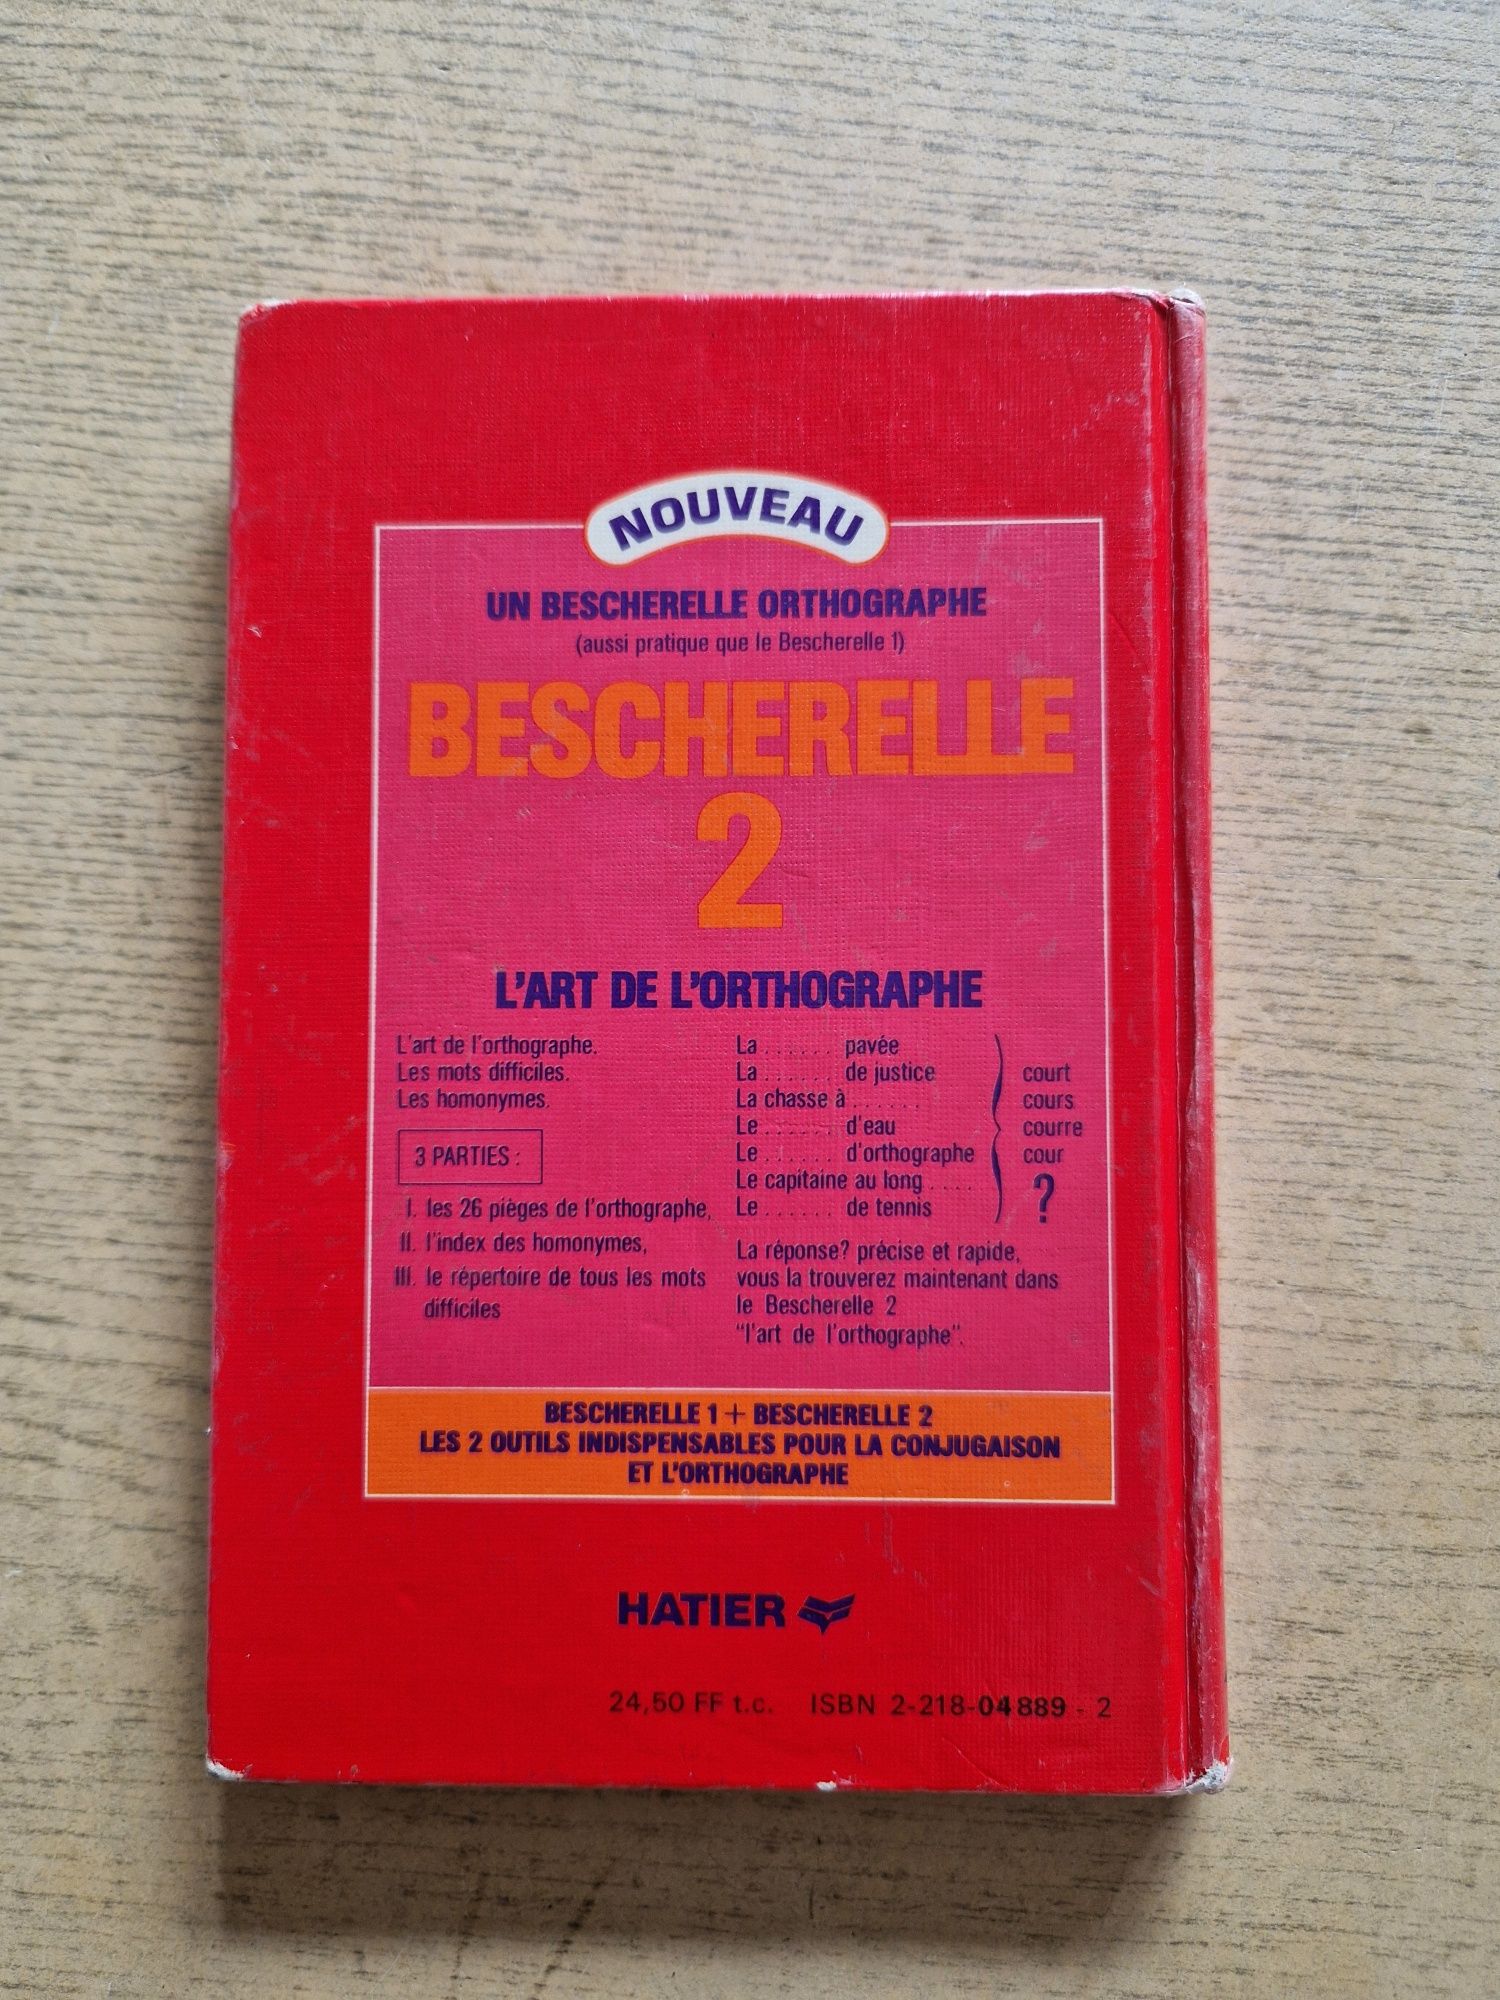 NOUVEAU
UN BESCHERELLE ORTHOGRAPHE
(aussi pratique que le Bescherelle 1)
BESCHERELLE
2
L'ART DE L'ORTHOGRAPHE
L'art de l'orthographe.
Les mots difficiles.
Les homonymes.
3 PARTIES :
I. les 26 pièges de l'orthographe,
II. l'index des homonymes,
III. le répertoire de tous les mots
difficiles
La ...... pavée
La ...... de justice
La chasse à ......
Le ...... d'eau
Le ...... d'orthographe
Le capitaine au long ....
Le ...... de tennis
court
cours
courre
cour
?
La réponse? précise et rapide,
vous la trouverez maintenant dans
le Bescherelle 2
"l'art de l'orthographe".
BESCHERELLE 1 + BESCHERELLE 2
LES 2 OUTILS INDISPENSABLES POUR LA CONJUGAISON
ET L'ORTHOGRAPHE
HATIER
24,50 FF t.c. ISBN 2-218-04889 - 2